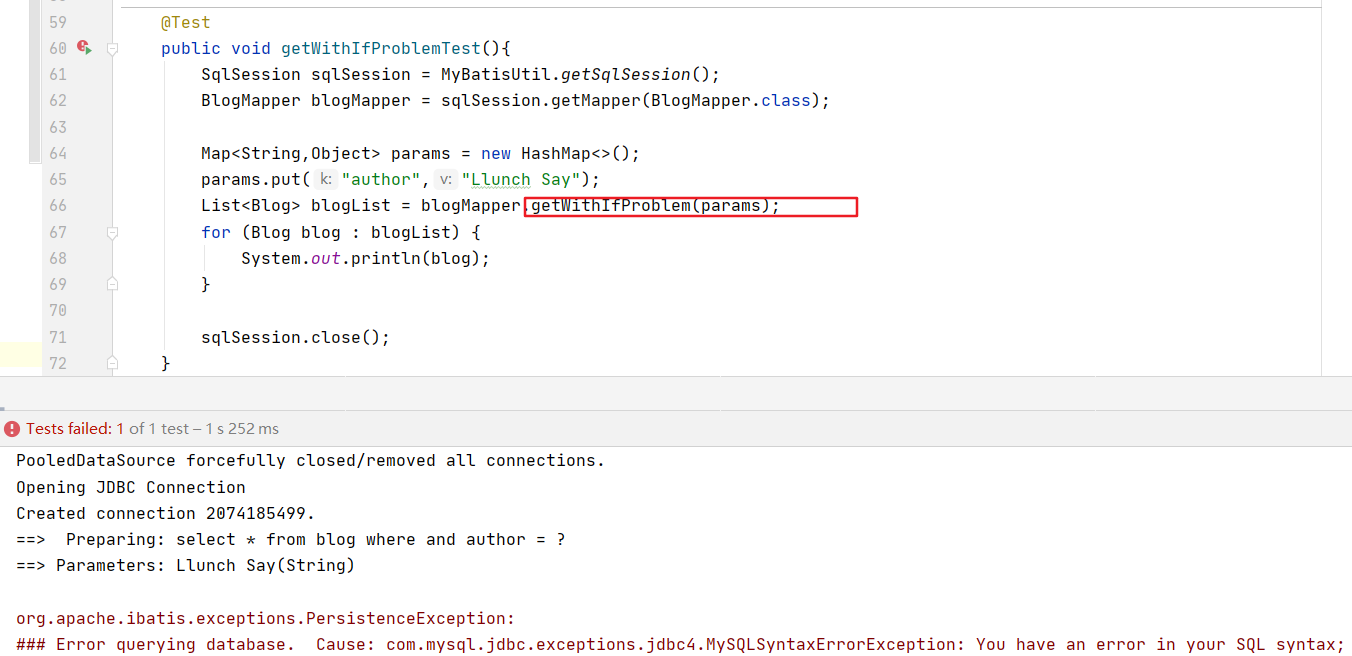 59 @Test
60 public void getWithIfProblemTest(){
61 SqlSession sqlSession = MyBatisUtil.getSqlSession();
62 BlogMapper blogMapper = sqlSession.getMapper(BlogMapper.class);
63
64 Map<String,Object> params = new HashMap<>();
65 params.put( k: "author", v: "Llunch Say");
66 List<Blog> blogList = blogMapper.getWithIfProblem(params);
67 for (Blog blog : blogList) {
68 System.out.println(blog);
69 }
70
71 sqlSession.close();
72 }
Tests failed: 1 of 1 test – 1 s 252 ms
PooledDataSource forcefully closed/removed all connections.
Opening JDBC Connection
Created connection 2074185499.
==>  Preparing: select * from blog where and author = ?
==> Parameters: Llunch Say(String)
org.apache.ibatis.exceptions.PersistenceException:
### Error querying database.  Cause: com.mysql.jdbc.exceptions.jdbc4.MySQLSyntaxErrorException: You have an error in your SQL syntax;